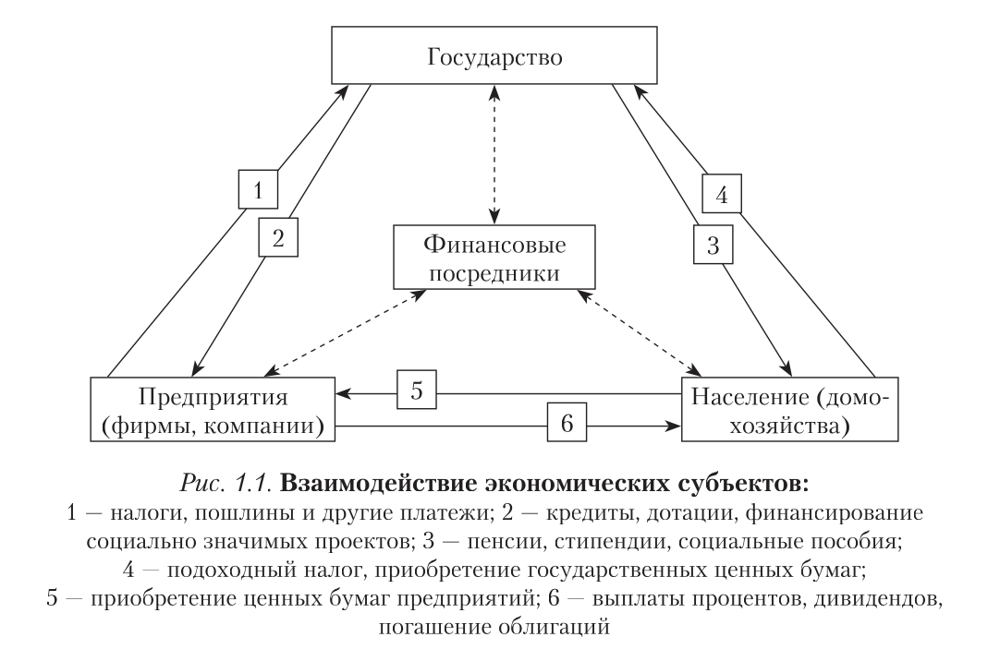 Государство
1
4
2
3
Финансовые
посредники
5
Предприятия
(фирмы, компании)
Население (домо-
хозяйства)
6
Рис. 1.1. Взаимодействие экономических субъектов:
1 — налоги, пошлины и другие платежи; 2 — кредиты, дотации, финансирование
социально значимых проектов; 3 — пенсии, стипендии, социальные пособия;
4 — подоходный налог, приобретение государственных ценных бумаг;
5 — приобретение ценных бумаг предприятий; 6 — выплаты процентов, дивидендов,
погашение облигаций